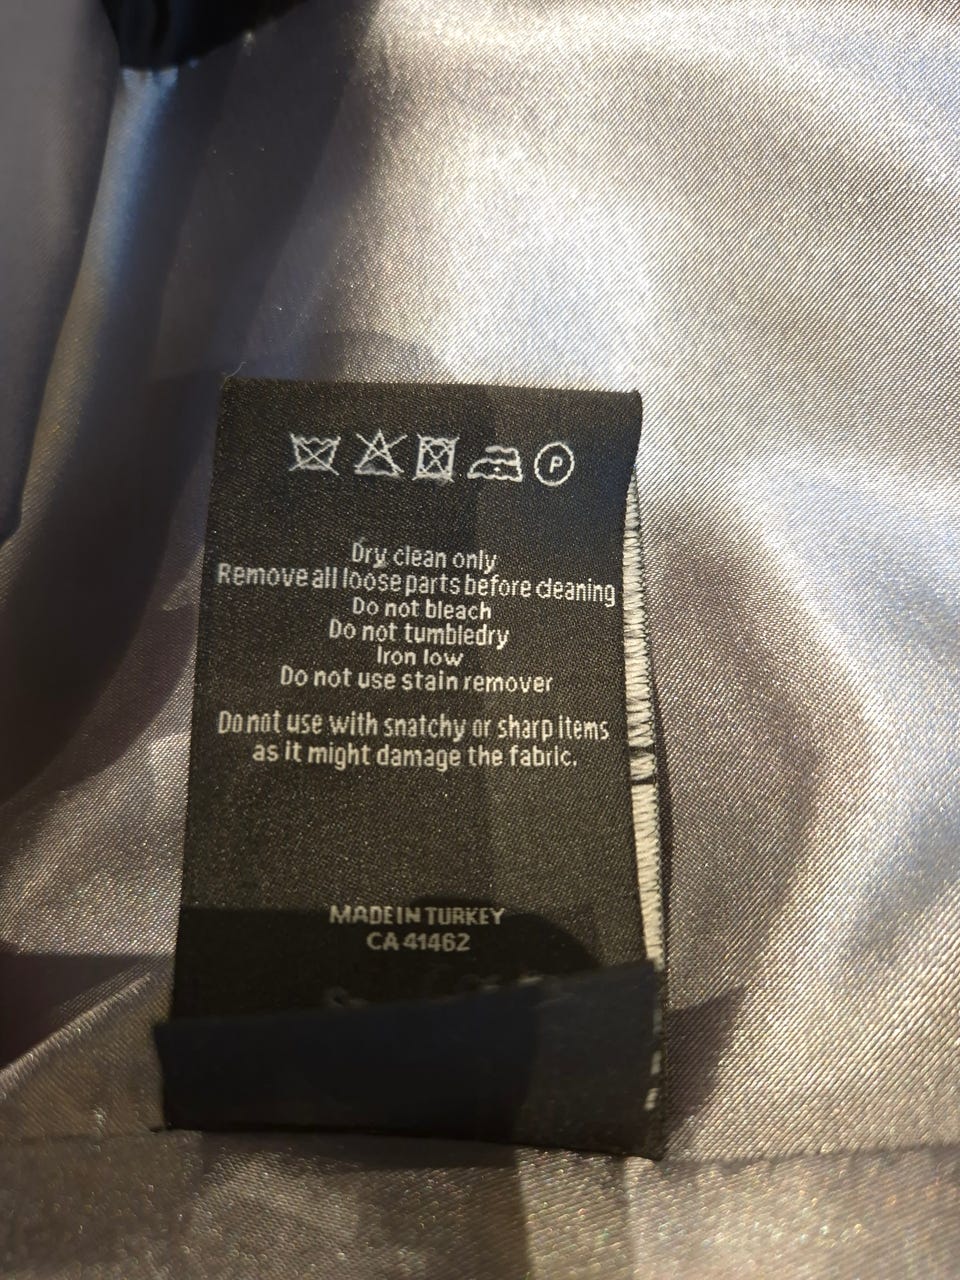 P
Dry clean only
Remove all loose parts before cleaning
Do not bleach
Do not tumbledry
Iron low
Do not use stain remover
Do not use with snatchy or sharp items
as it might damage the fabric.
MADE IN TURKEY
CA 41462